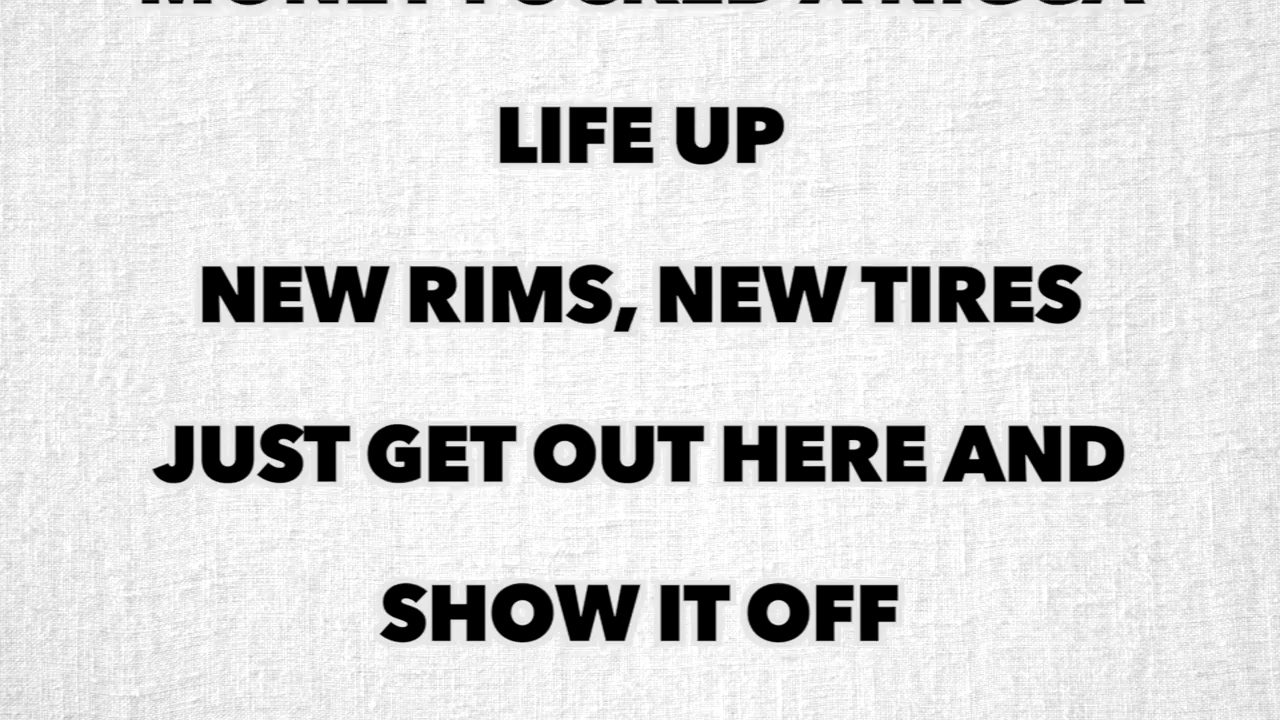 LIFE UP
NEW RIMS, NEW TIRES
JUST GET OUT HERE AND
SHOW IT OFF